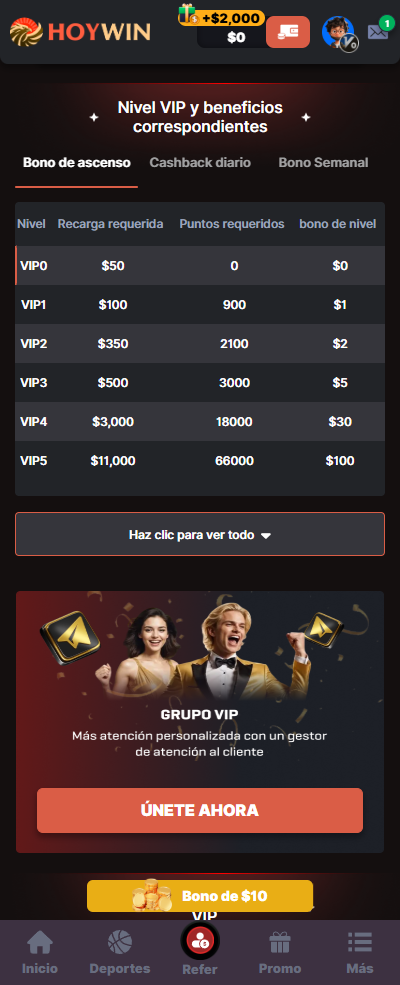 HOYWIN
+$2,000
$0
V0
1
Nivel VIP y beneficios
correspondientes
Bono de ascenso Cashback diario Bono Semanal
Nivel Recarga requerida Puntos requeridos bono de nivel
VIP0 $50 0 $0
VIP1 $100 900 $1
VIP2 $350 2100 $2
VIP3 $500 3000 $5
VIP4 $3,000 18000 $30
VIP5 $11,000 66000 $100
Haz clic para ver todo
GRUPO VIP
Más atención personalizada con un gestor
de atención al cliente
ÚNETE AHORA
Bono de $10
VIP
Inicio Deportes Refer Promo Más